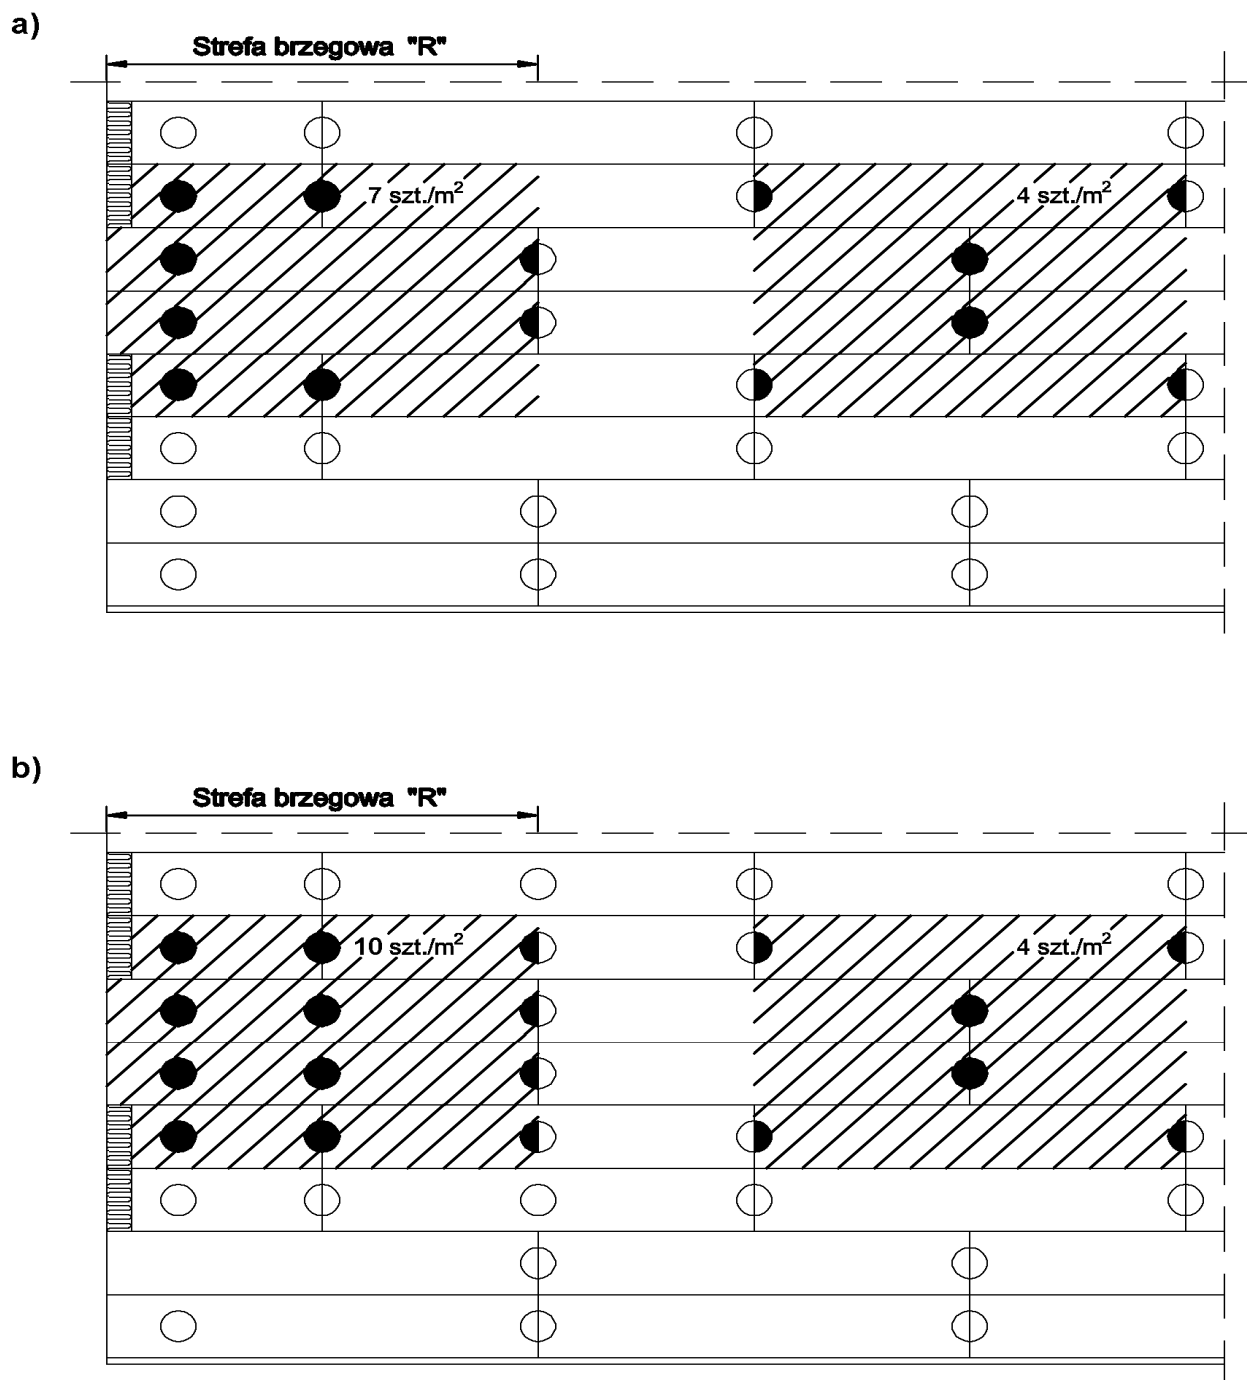 a)
Strefa brzegowa "R"
7 szt./m²
4 szt./m²
b)
Strefa brzegowa "R"
10 szt./m²
4 szt./m²